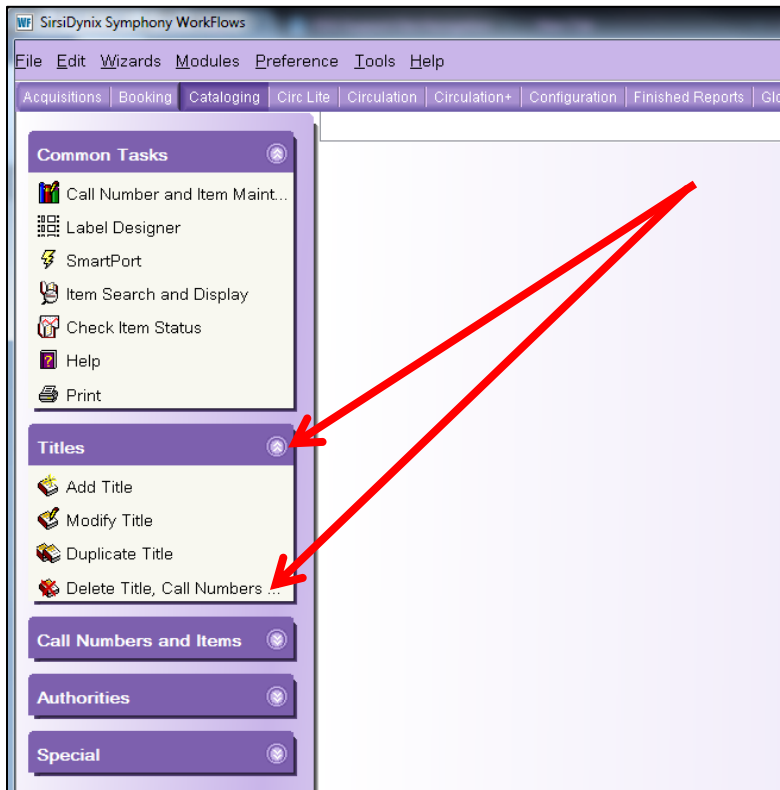 WF SirsiDynix Symphony WorkFlows
File Edit Wizards Modules Preference Tools Help
Acquisitions Booking Cataloging Circ Lite Circulation Circulation+ Configuration Finished Reports Glo
Common Tasks
Call Number and Item Maint...
Label Designer
SmartPort
Item Search and Display
Check Item Status
Help
Print
Titles
Add Title
Modify Title
Duplicate Title
Delete Title, Call Numbers ...
Call Numbers and Items
Authorities
Special